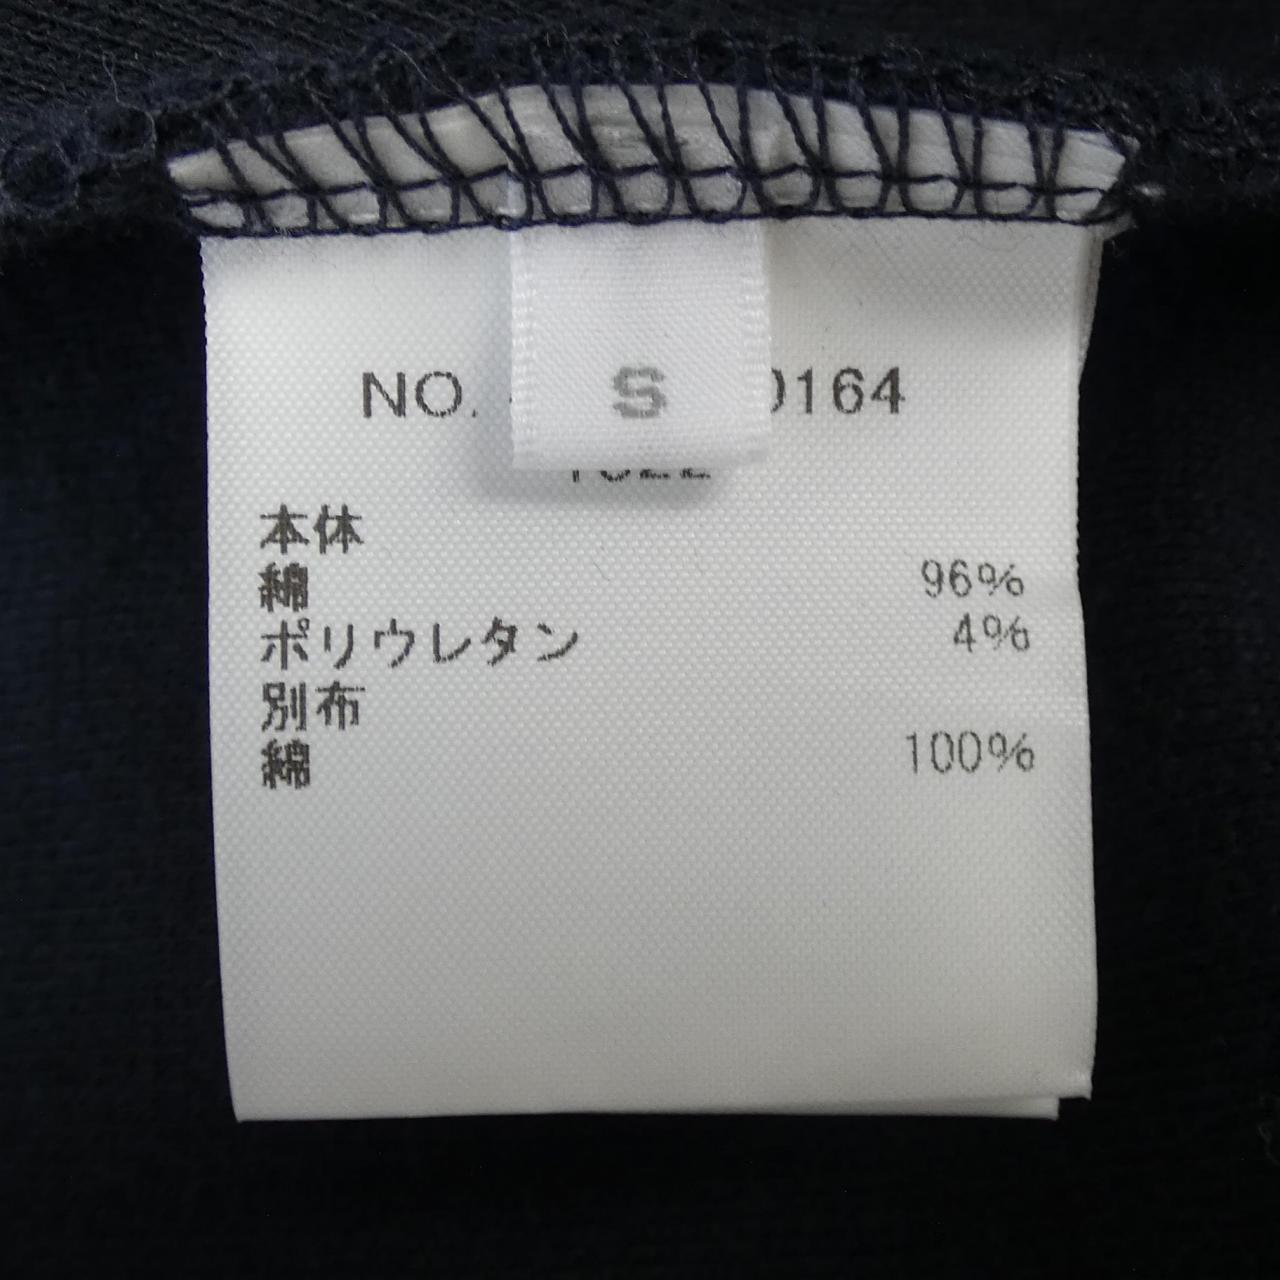 NO. S 0164
本体
綿 96%
ポリウレタン 4%
別布
綿 100%